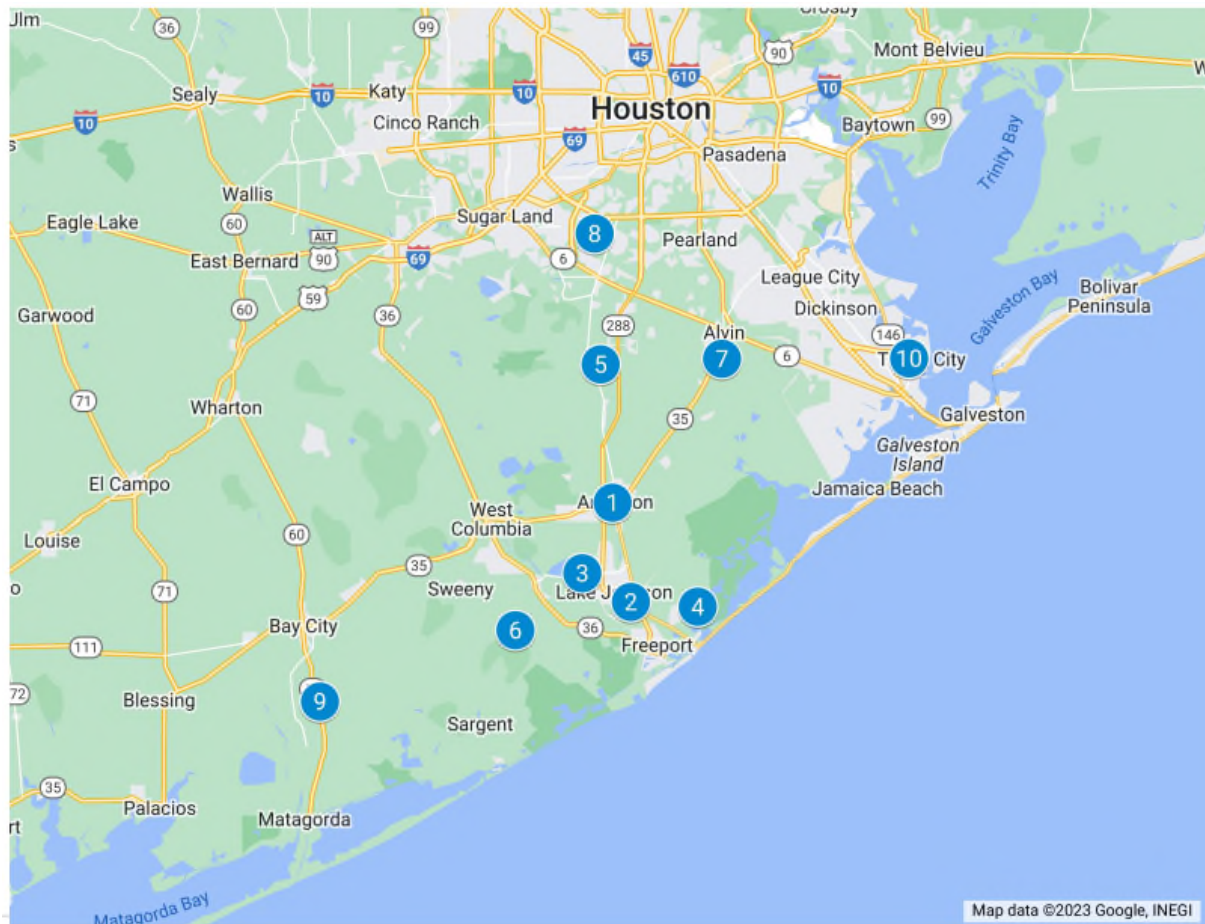 Ulm
36
99
45
610
90
Crosby
Mont Belvieu
Sealy
10
Katy
10
10
Houston
10
Cinco Ranch
69
Baytown
99
Trinity Bay
Pasadena
Wallis
Eagle Lake
60
ALT
90
East Bernard
Sugar Land
69
8
6
Pearland
League City
Galveston Bay
Bolivar
Peninsula
59
60
Garwood
36
288
Dickinson
Alvin
146
5
7
6
10
City
71
Wharton
35
Galveston
Galveston
Island
El Campo
Jamaica Beach
1
West
Columbia
Louise
60
35
71
3
Sweeny
2
4
Bay City
6
36
Freeport
111
72
Blessing
9
Sargent
35
Palacios
Matagorda
Matagorda Bay
Map data ©2023 Google, INEGI